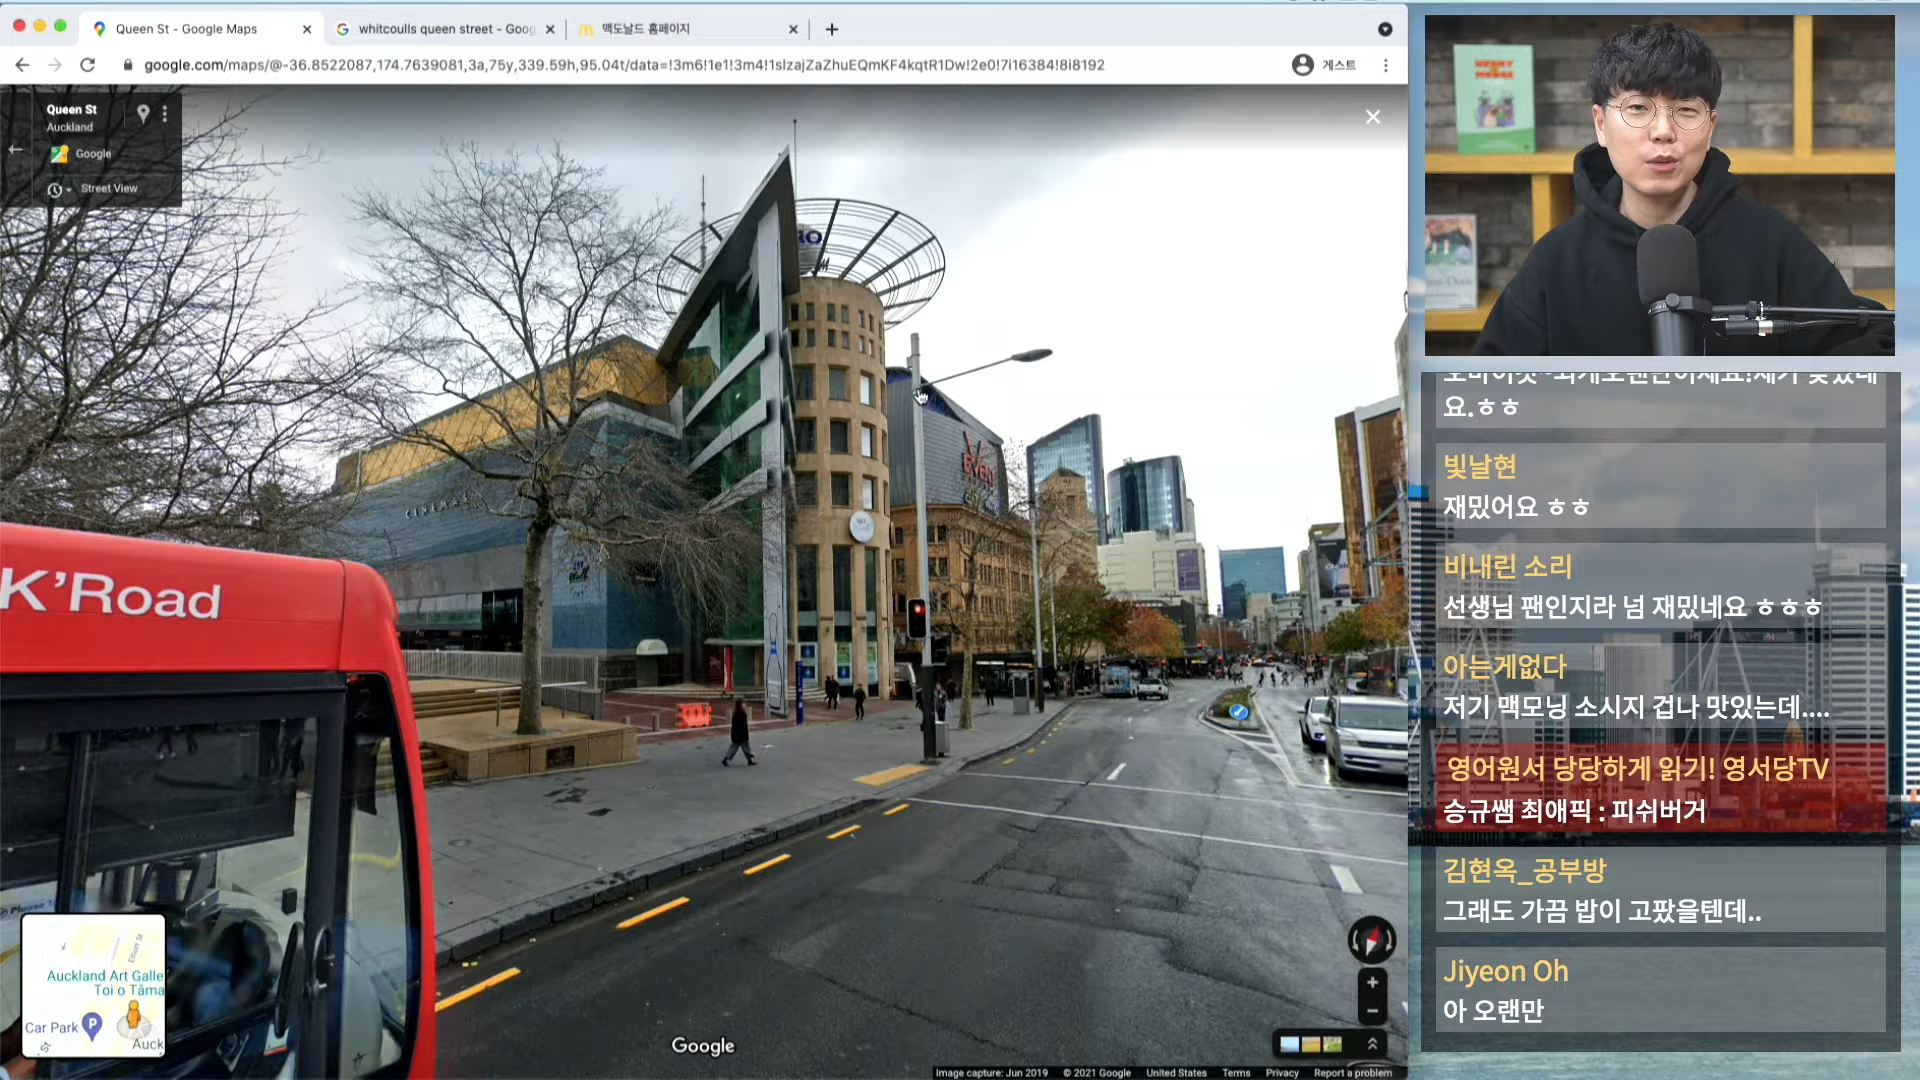 Queen St - Google Maps
whitcoulls queen street - Goog
맥도날드 홈페이지
google.com/maps/@-36.8522087,174.7639081,3a,75y,339.59h,95.04t/data=!3m6!1e1!3m4!1slzajZaZhuEQmKF4kqtR1Dw!2e0!7i16384!8i8192
게스트
Queen St
Auckland
Google
Street View
EVENT
K'Road
Auckland Art Galle
Toi o Tāma
Car Park P
Auck
Elliott St
Google
Image capture: Jun 2019 © 2021 Google United States Terms Privacy Report a problem
요.ㅎㅎ
빛날현
재밌어요 ㅎㅎ
비내린 소리
선생님 팬인지라 넘 재밌네요 ㅎㅎㅎ
아는게없다
저기 맥모닝 소시지 겁나 맛있는데....
영어원서 당당하게 읽기! 영서당TV
승규쌤 최애픽 : 피쉬버거
김현옥_공부방
그래도 가끔 밥이 고팠을텐데..
Jiyeon Oh
아 오랜만